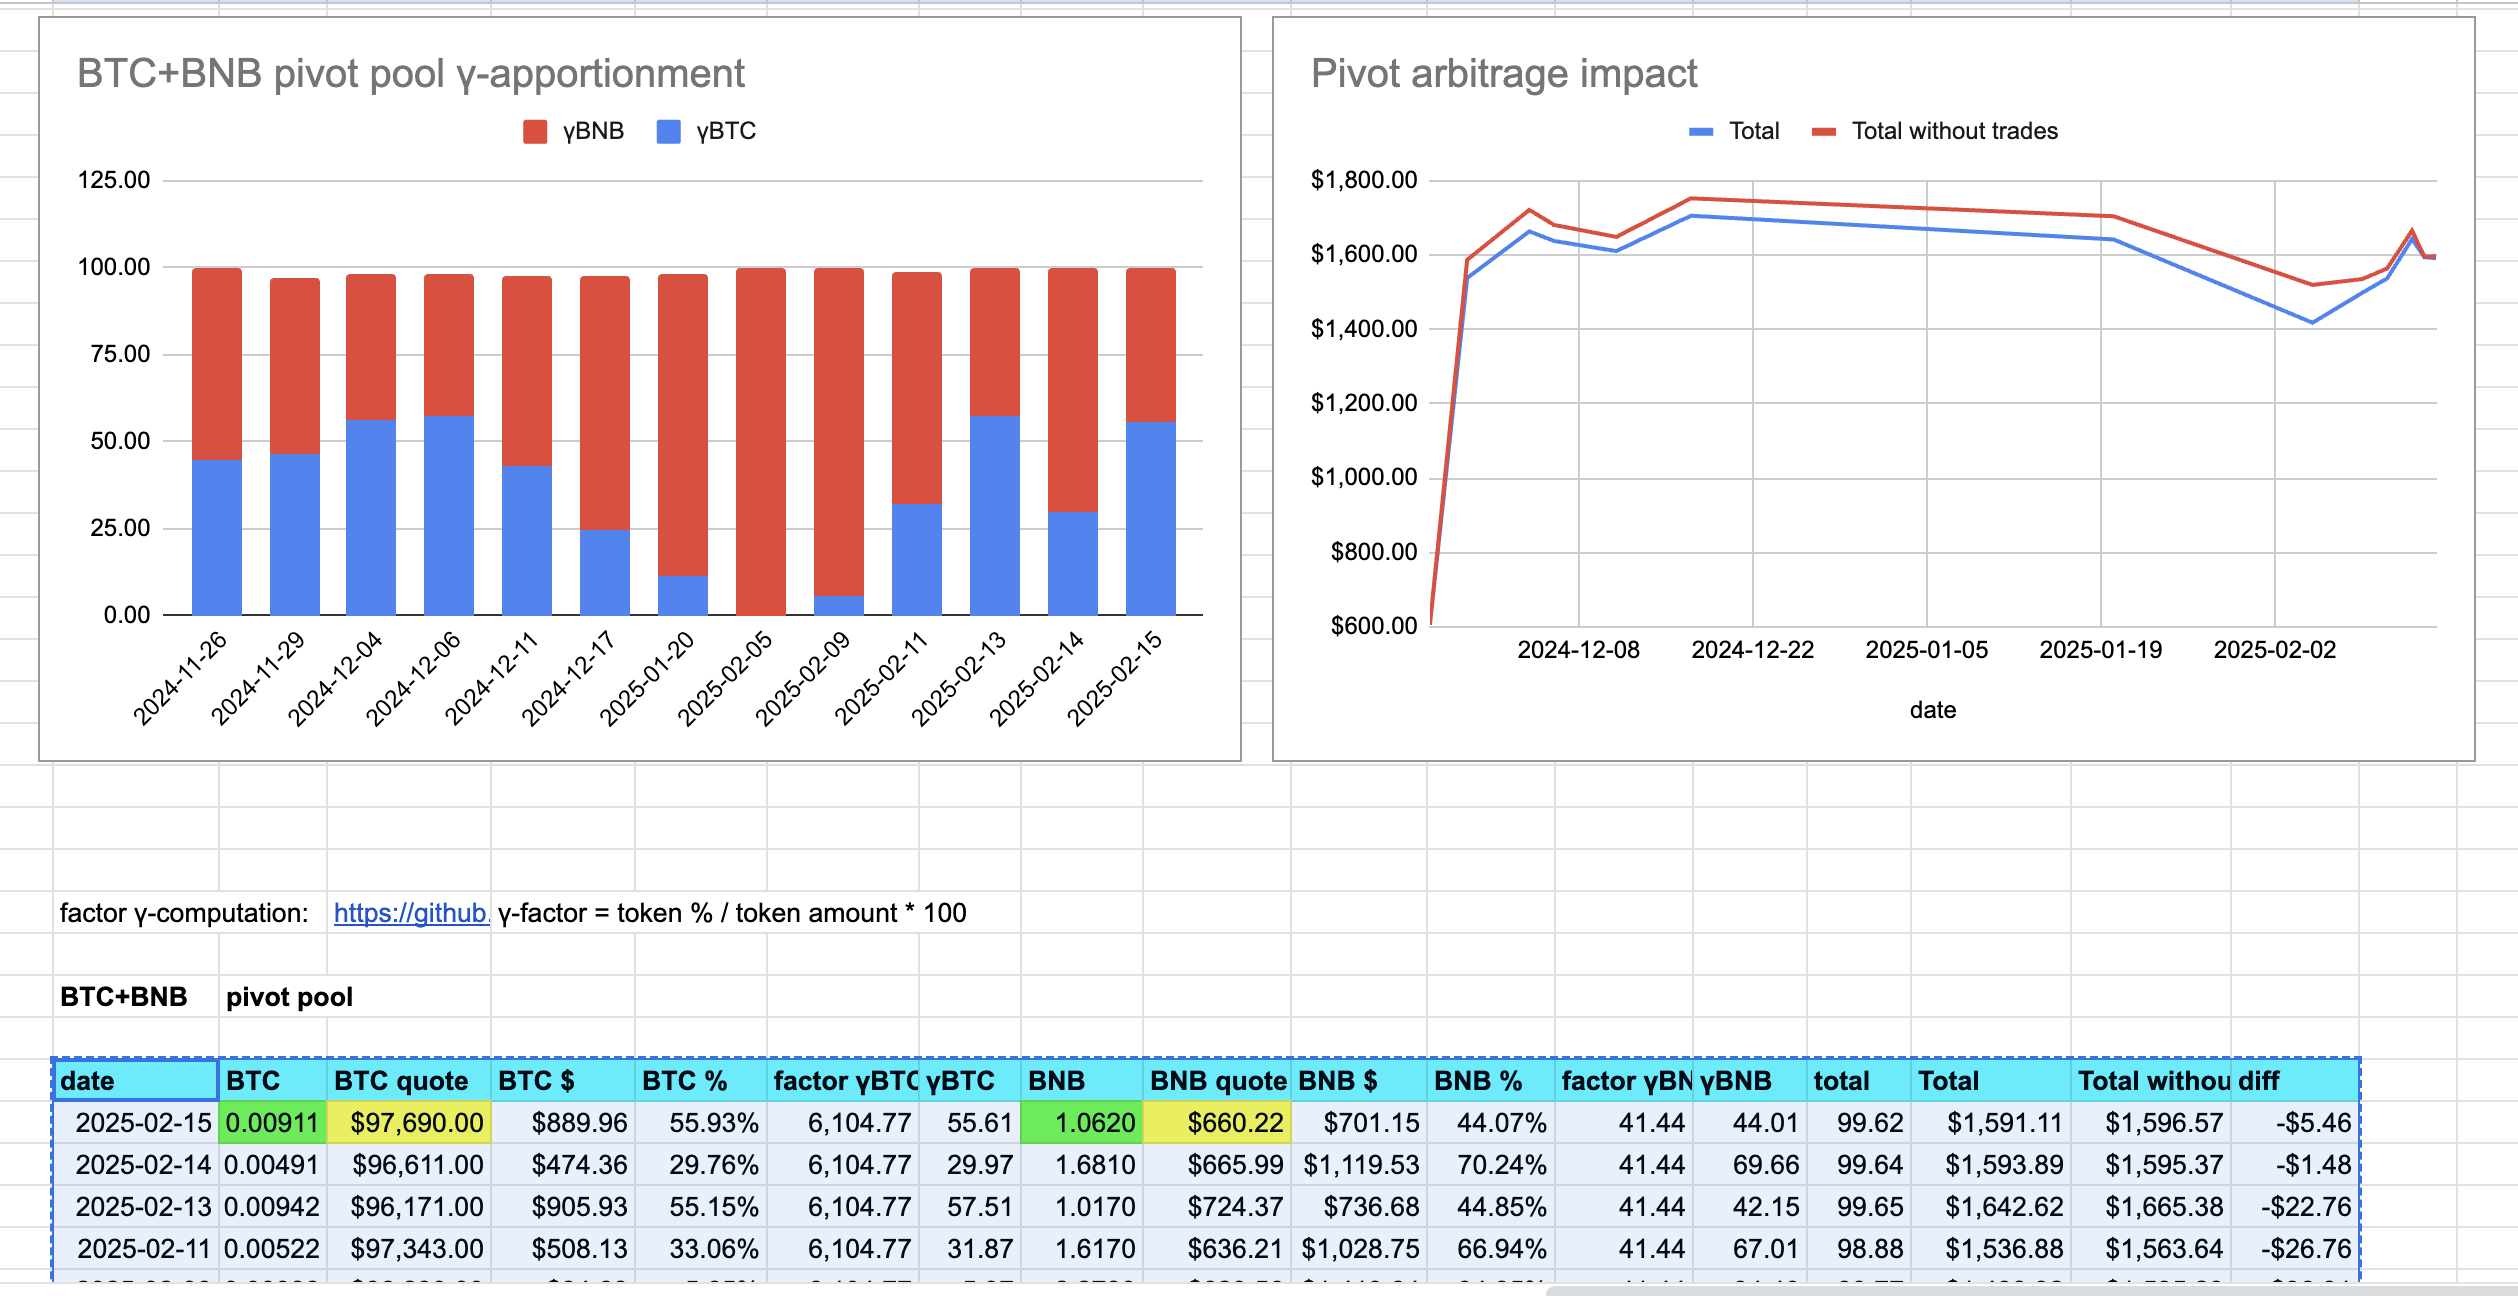 BTC+BNB pivot pool γ-apportionment
γBNB γBTC
125.00
100.00
75.00
50.00
25.00
0.00
2024-11-26 2024-11-29 2024-12-04 2024-12-06 2024-12-11 2024-12-17 2025-01-20 2025-02-05 2025-02-09 2025-02-11 2025-02-13 2025-02-14 2025-02-15
Pivot arbitrage impact
Total Total without trades
$1,800.00
$1,600.00
$1,400.00
$1,200.00
$1,000.00
$800.00
$600.00
2024-12-08 2024-12-22 2025-01-05 2025-01-19 2025-02-02
date
factor γ-computation: https://github. γ-factor = token % / token amount * 100
BTC+BNB pivot pool
date BTC BTC quote BTC $ BTC % factor γBTC γBTC BNB BNB quote BNB $ BNB % factor γBN γBNB total Total Total withou diff
2025-02-15 0.00911 $97,690.00 $889.96 55.93% 6,104.77 55.61 1.0620 $660.22 $701.15 44.07% 41.44 44.01 99.62 $1,591.11 $1,596.57 -$5.46
2025-02-14 0.00491 $96,611.00 $474.36 29.76% 6,104.77 29.97 1.6810 $665.99 $1,119.53 70.24% 41.44 69.66 99.64 $1,593.89 $1,595.37 -$1.48
2025-02-13 0.00942 $96,171.00 $905.93 55.15% 6,104.77 57.51 1.0170 $724.37 $736.68 44.85% 41.44 42.15 99.65 $1,642.62 $1,665.38 -$22.76
2025-02-11 0.00522 $97,343.00 $508.13 33.06% 6,104.77 31.87 1.6170 $636.21 $1,028.75 66.94% 41.44 67.01 98.88 $1,536.88 $1,563.64 -$26.76